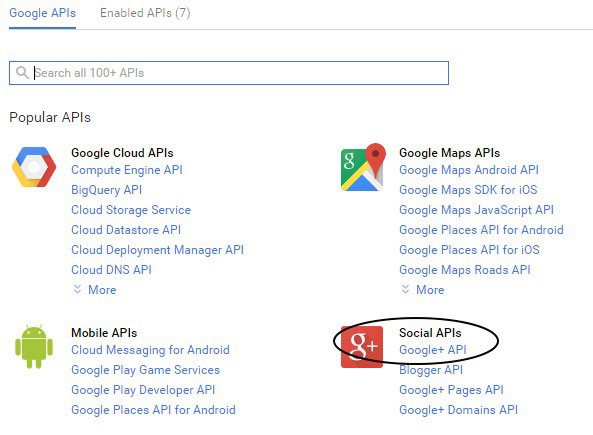 Google APIs
Enabled APIs (7)
Search all 100+ APIs
Popular APIs
Google Cloud APIs
Compute Engine API
BigQuery API
Cloud Storage Service
Cloud Datastore API
Cloud Deployment Manager API
Cloud DNS API
More
g
Google Maps APIs
Google Maps Android API
Google Maps SDK for iOS
Google Maps JavaScript API
Google Places API for Android
Google Places API for iOS
Google Maps Roads API
More
Mobile APIs
Cloud Messaging for Android
Google Play Game Services
Google Play Developer API
Google Places API for Android
g+
Social APIs
Google+ API
Blogger API
Google+ Pages API
Google+ Domains API